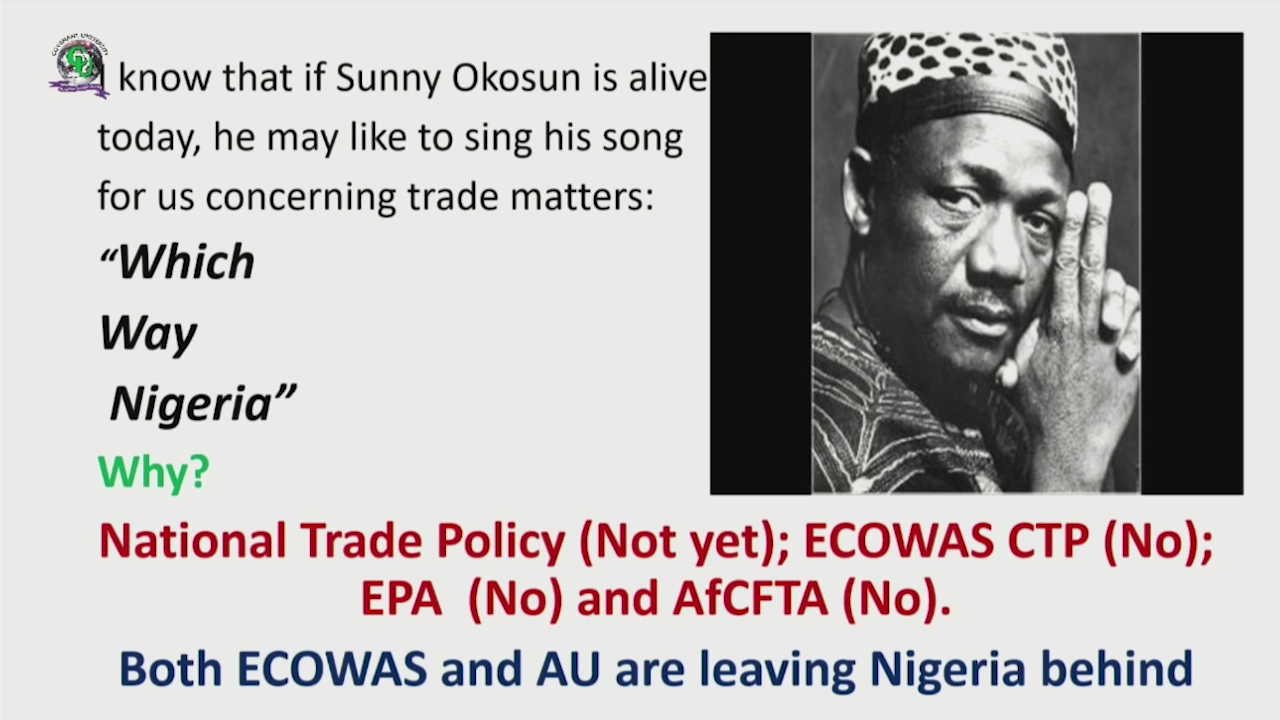 COVENANT UNIVERSITY
I know that if Sunny Okosun is alive
today, he may like to sing his song
for us concerning trade matters:
“Which
Way
Nigeria”
Why?
National Trade Policy (Not yet); ECOWAS CTP (No);
EPA (No) and AfCFTA (No).
Both ECOWAS and AU are leaving Nigeria behind